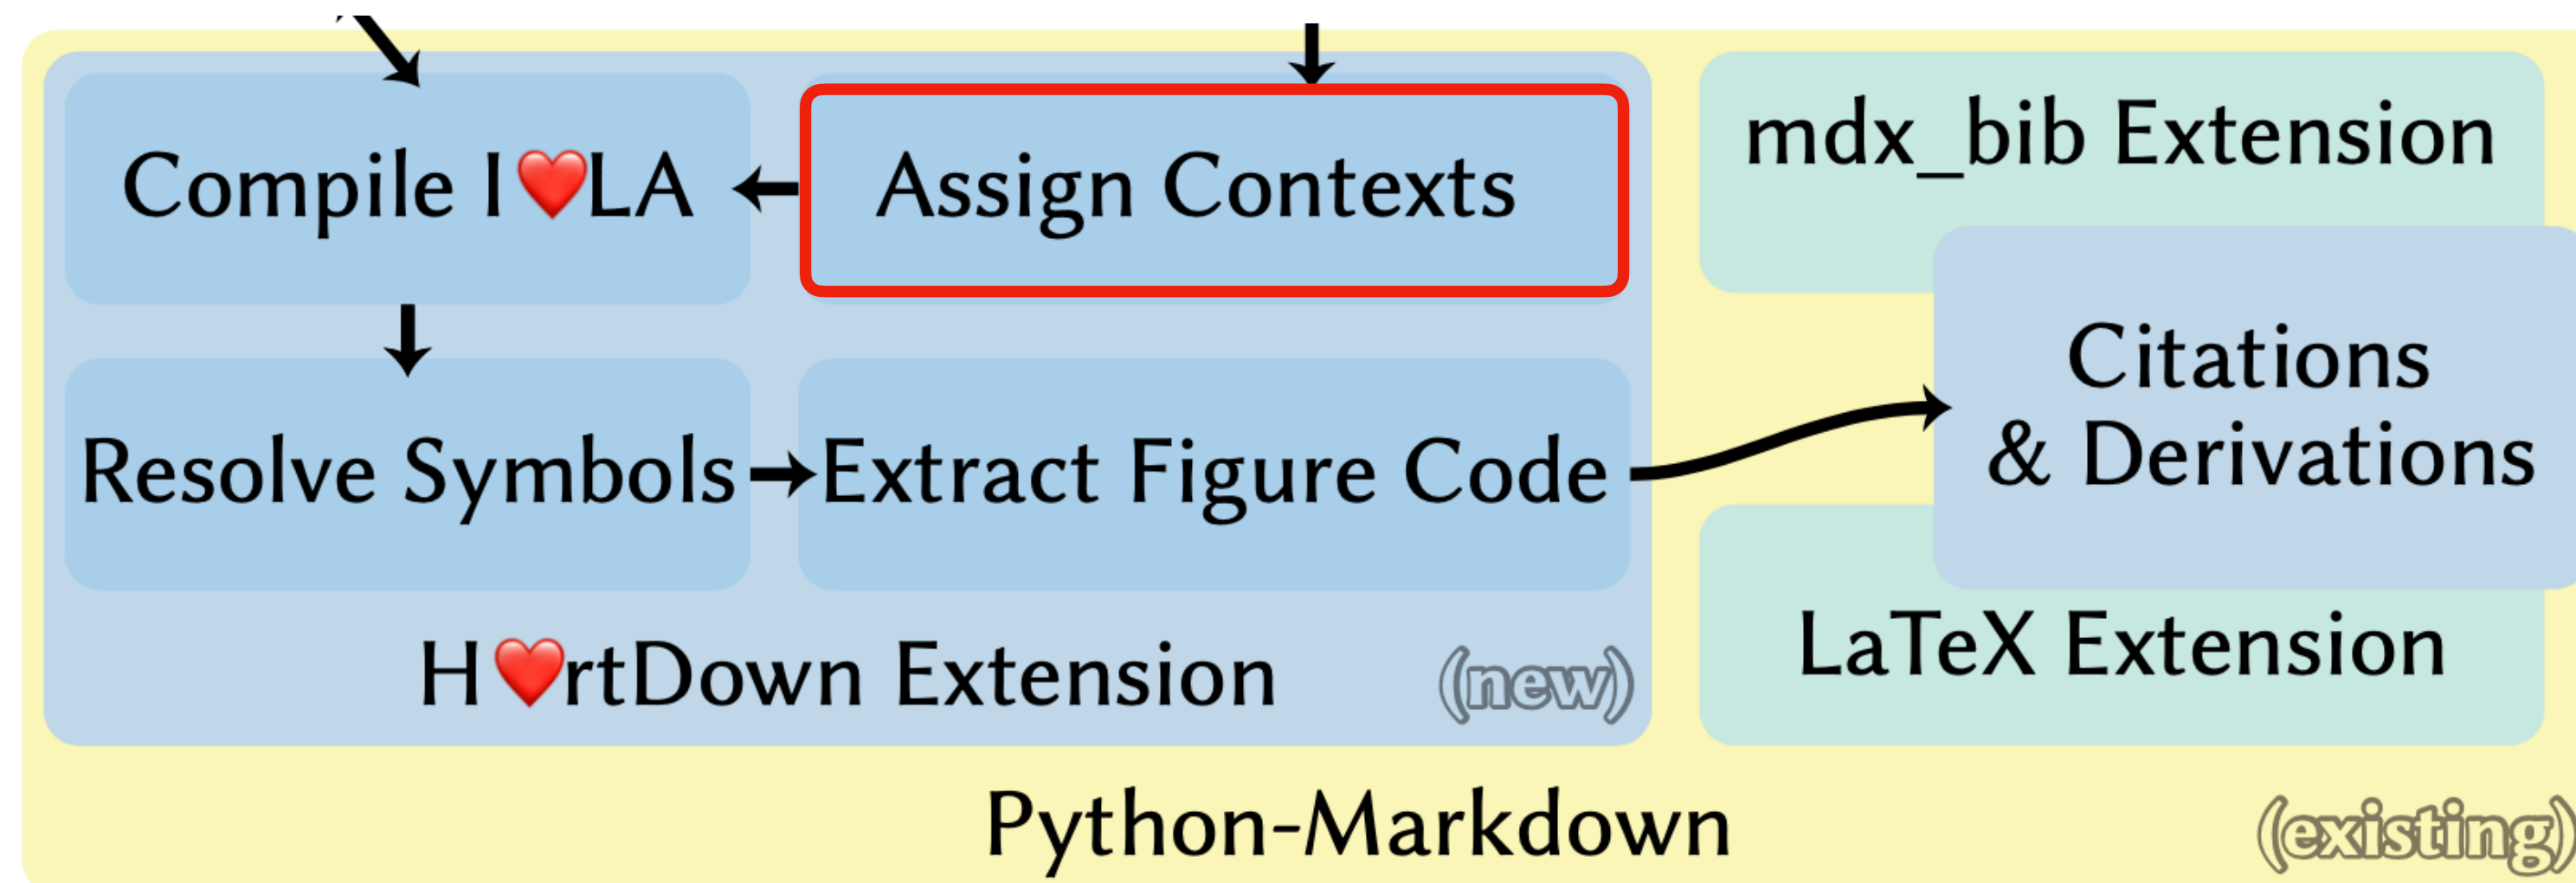 Compile I❤️LA
Assign Contexts
mdx_bib Extension
Resolve Symbols
Extract Figure Code
Citations
& Derivations
H❤️rtDown Extension
(new)
LaTeX Extension
Python-Markdown
(existing)